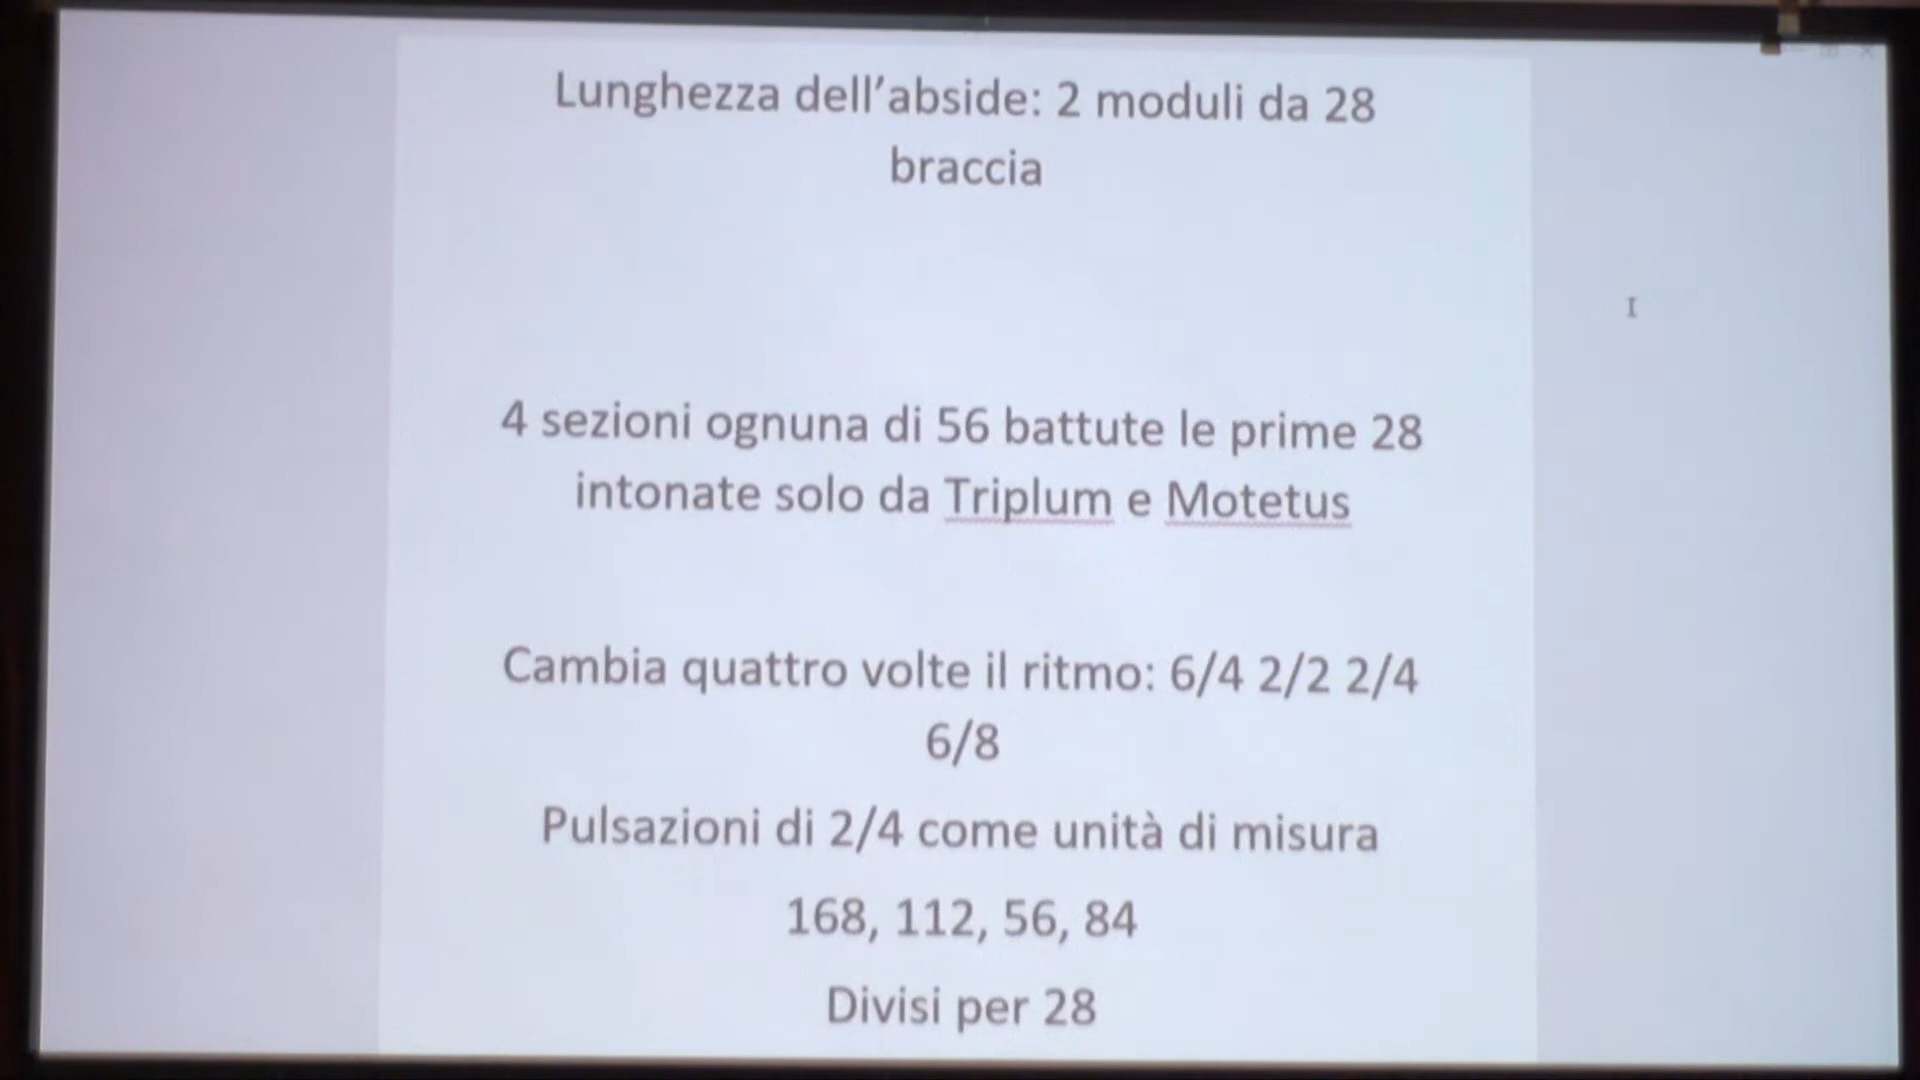 Lunghezza dell’abside: 2 moduli da 28
braccia
4 sezioni ognuna di 56 battute le prime 28
intonate solo da Triplum e Motetus
Cambia quattro volte il ritmo: 6/4 2/2 2/4
6/8
Pulsazioni di 2/4 come unità di misura
168, 112, 56, 84
Divisi per 28